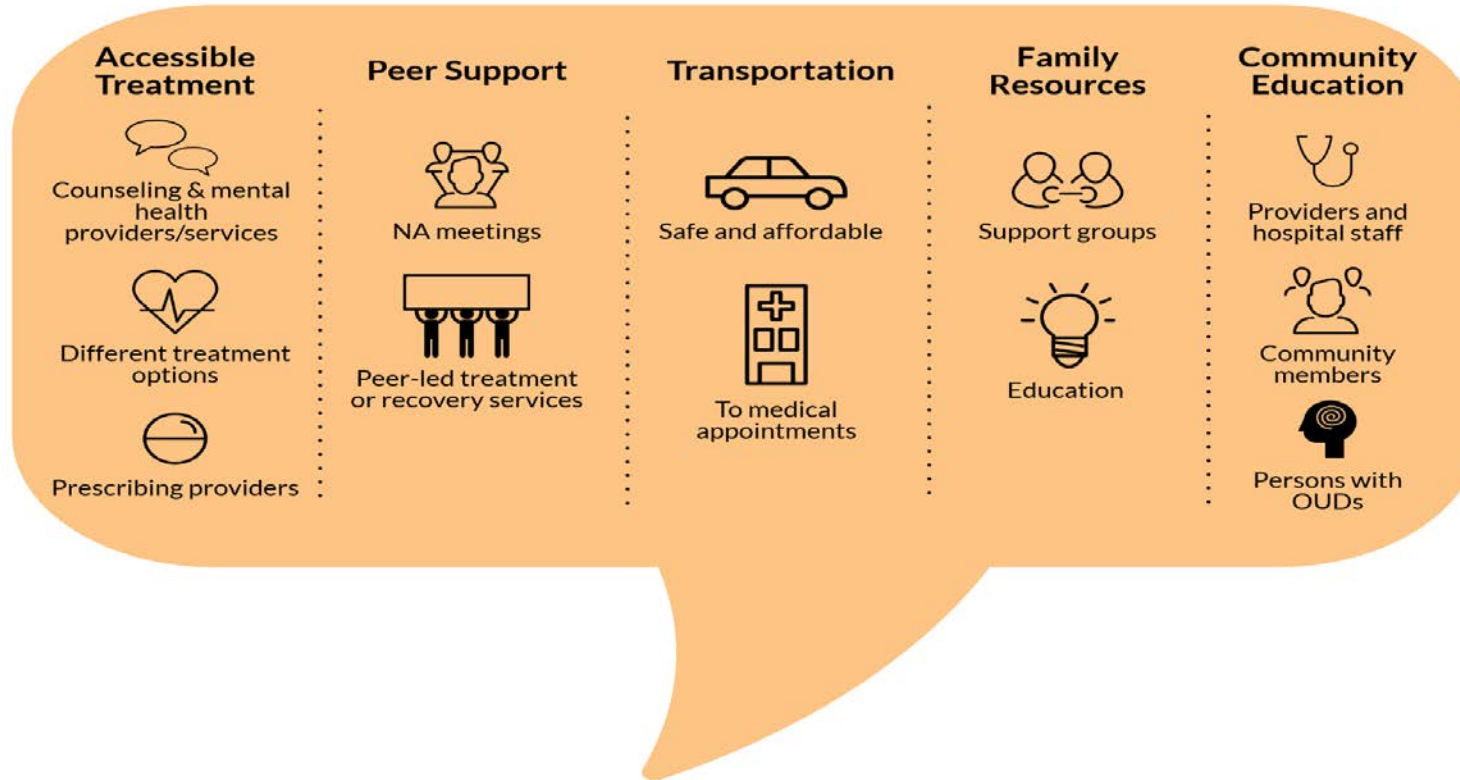 Accessible
Treatment
Counseling & mental
health
providers/services
Different treatment
options
Prescribing providers
Peer Support
NA meetings
Peer-led treatment
or recovery services
Transportation
Safe and affordable
To medical
appointments
Family
Resources
Support groups
Education
Community
Education
Providers and
hospital staff
Community
members
Persons with
OUDs